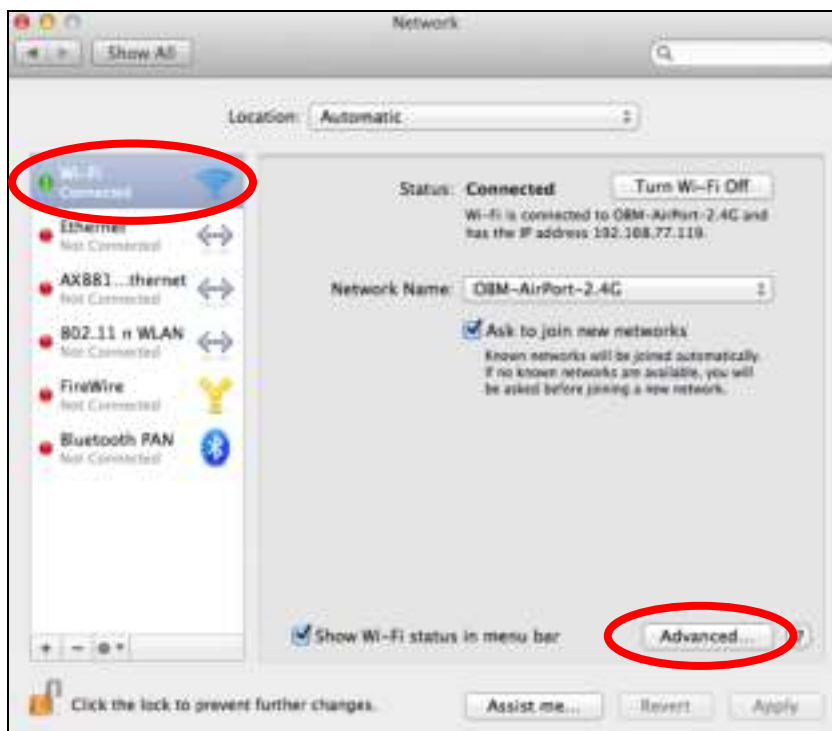 Network
Show All
Location: Automatic
Wi-Fi
Connected
Ethernet
Not Connected
AX881...thernet
Not Connected
802.11 n WLAN
Not Connected
FireWire
Not Connected
Bluetooth PAN
Not Connected
Status: Connected
Turn Wi-Fi Off
Wi-Fi is connected to OBM-AirPort-2.4G and
has the IP address 192.168.77.119.
Network Name: OBM-AirPort-2.4G
Ask to join new networks
Known networks will be joined automatically.
If no known networks are available, you will
be asked before joining a new network.
Show Wi-Fi status in menu bar
Advanced...
?
Click the lock to prevent further changes.
Assist me...
Revert
Apply